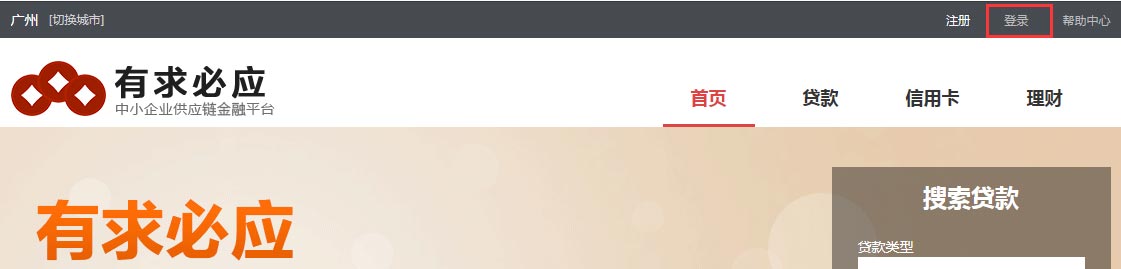 广州 [切换城市] 注册 登录 帮助中心
有求必应
中小企业供应链金融平台
首页 贷款 信用卡 理财
搜索贷款
有求必应
贷款类型